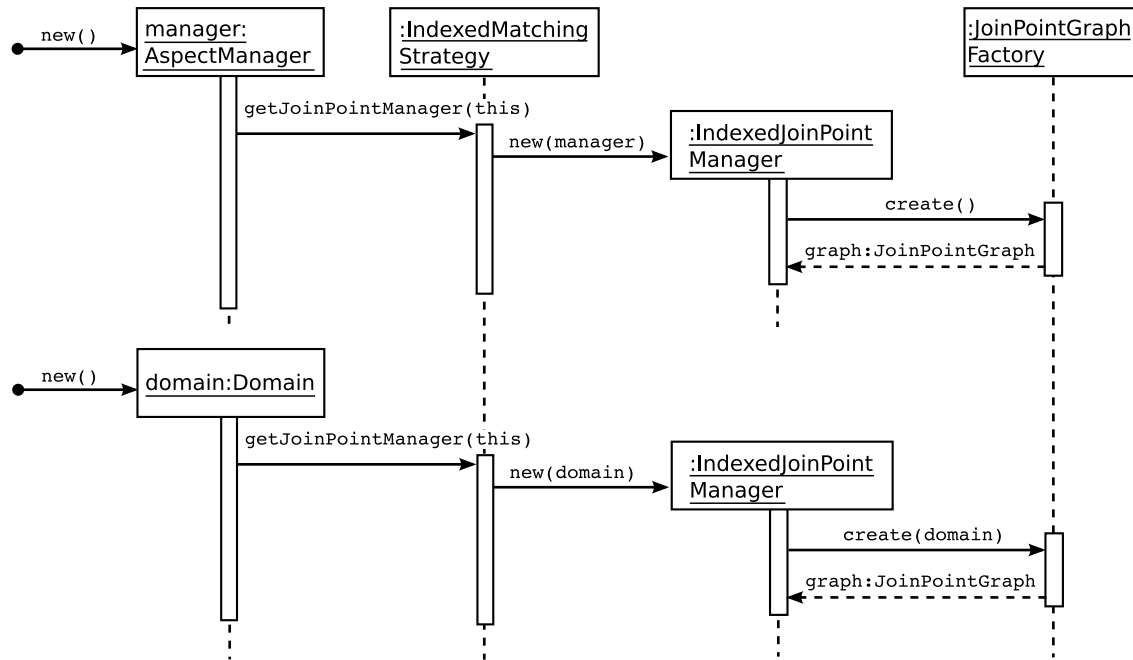 new()
manager:
AspectManager
:IndexedMatching
Strategy
:JoinPointGraph
Factory
getJoinPointManager(this)
new(manager)
:IndexedJoinPoint
Manager
create()
graph:JoinPointGraph
new()
domain:Domain
getJoinPointManager(this)
new(domain)
:IndexedJoinPoint
Manager
create(domain)
graph:JoinPointGraph